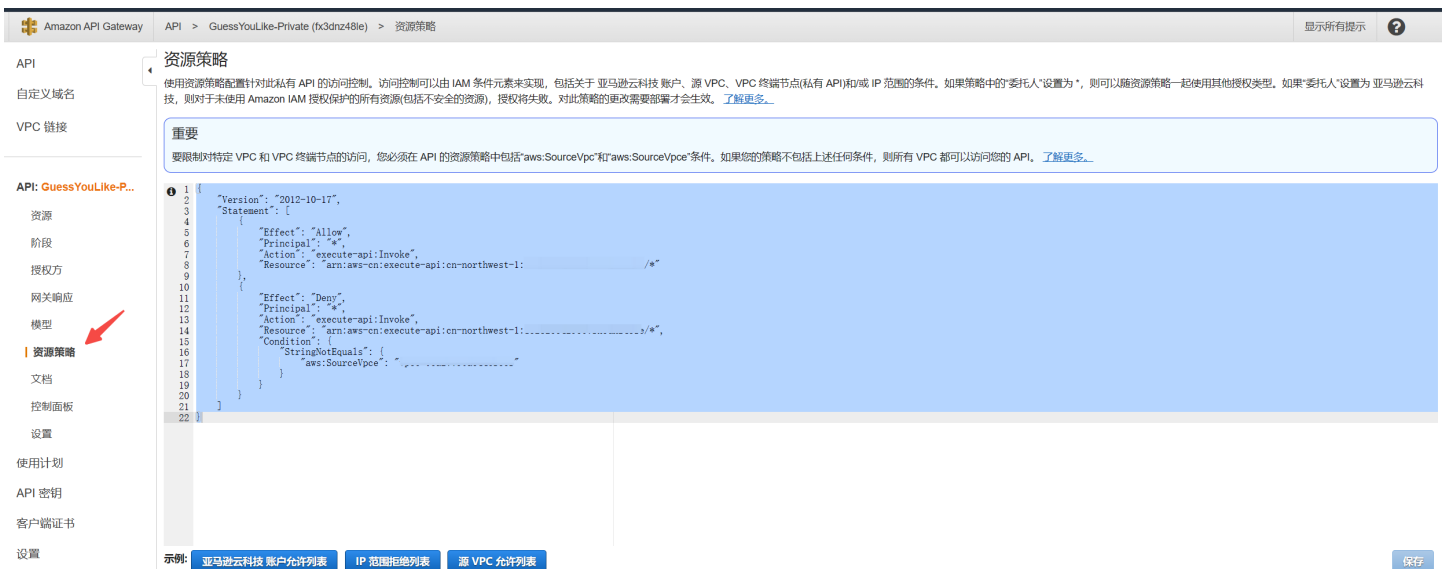 Amazon API Gateway
API > GuessYouLike-Private (fx3dnz48le) > 资源策略
显示所有提示
?
API
自定义域名
VPC 链接
API: GuessYouLike-P...
资源
阶段
授权方
网关响应
模型
资源策略
文档
控制面板
设置
使用计划
API 密钥
客户端证书
设置
资源策略
使用资源策略配置针对此私有 API 的访问控制。访问控制可以由 IAM 条件元素来实现，包括关于 亚马逊云科技 账户、源 VPC、VPC 终端节点(私有 API)和/或 IP 范围的条件。如果策略中的“委托人”设置为 *，则可以随资源策略一起使用其他授权类型。如果“委托人”设置为 亚马逊云科
技，则对于未使用 Amazon IAM 授权保护的所有资源(包括不安全的资源)，授权将失败。对此策略的更改需要部署才会生效。 了解更多。
重要
要限制对特定 VPC 和 VPC 终端节点的访问，您必须在 API 的资源策略中包括“aws:SourceVpc”和“aws:SourceVpce”条件。如果您的策略不包括上述任何条件，则所有 VPC 都可以访问您的 API。 了解更多。
1 {
2 "Version": "2012-10-17",
3 "Statement": [
4 {
5 "Effect": "Allow",
6 "Principal": "*",
7 "Action": "execute-api:Invoke",
8 "Resource": "arn:aws-cn:execute-api:cn-northwest-1: /*"
9 },
10 {
11 "Effect": "Deny",
12 "Principal": "*",
13 "Action": "execute-api:Invoke",
14 "Resource": "arn:aws-cn:execute-api:cn-northwest-1: /*",
15 "Condition": {
16 "StringNotEquals": {
17 "aws:SourceVpce": " "
18 }
19 }
20 }
21 ]
22 }
示例: 亚马逊云科技 账户允许列表 IP 范围拒绝列表 源 VPC 允许列表
保存